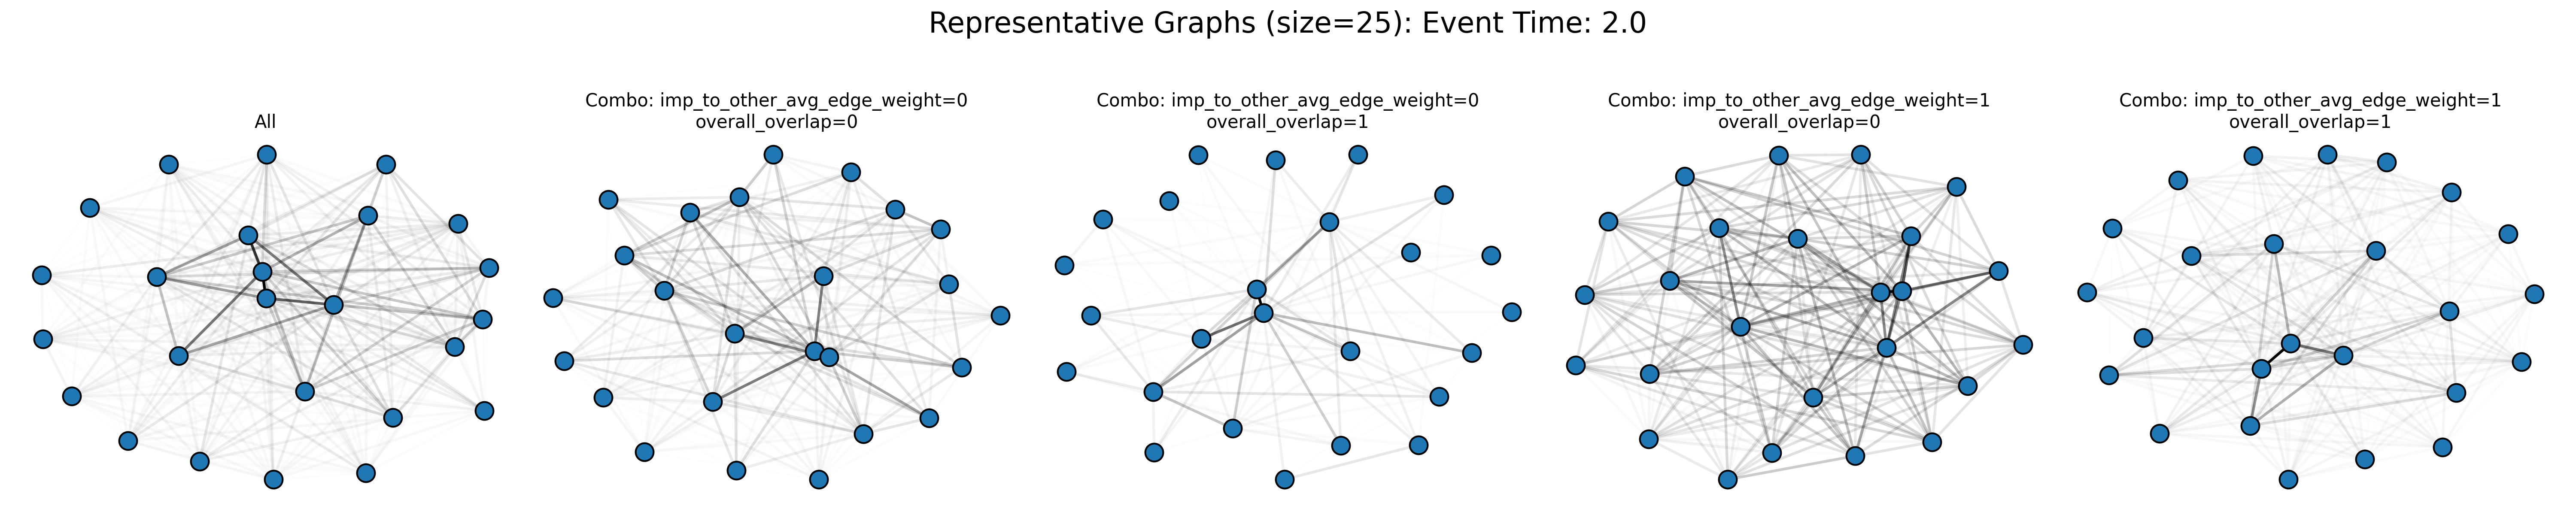 Representative Graphs (size=25): Event Time: 2.0
All
Combo: imp_to_other_avg_edge_weight=0
overall_overlap=0
Combo: imp_to_other_avg_edge_weight=0
overall_overlap=1
Combo: imp_to_other_avg_edge_weight=1
overall_overlap=0
Combo: imp_to_other_avg_edge_weight=1
overall_overlap=1